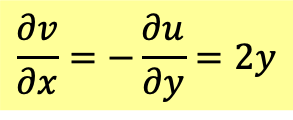 ∂v/∂x = −∂u/∂y = 2y